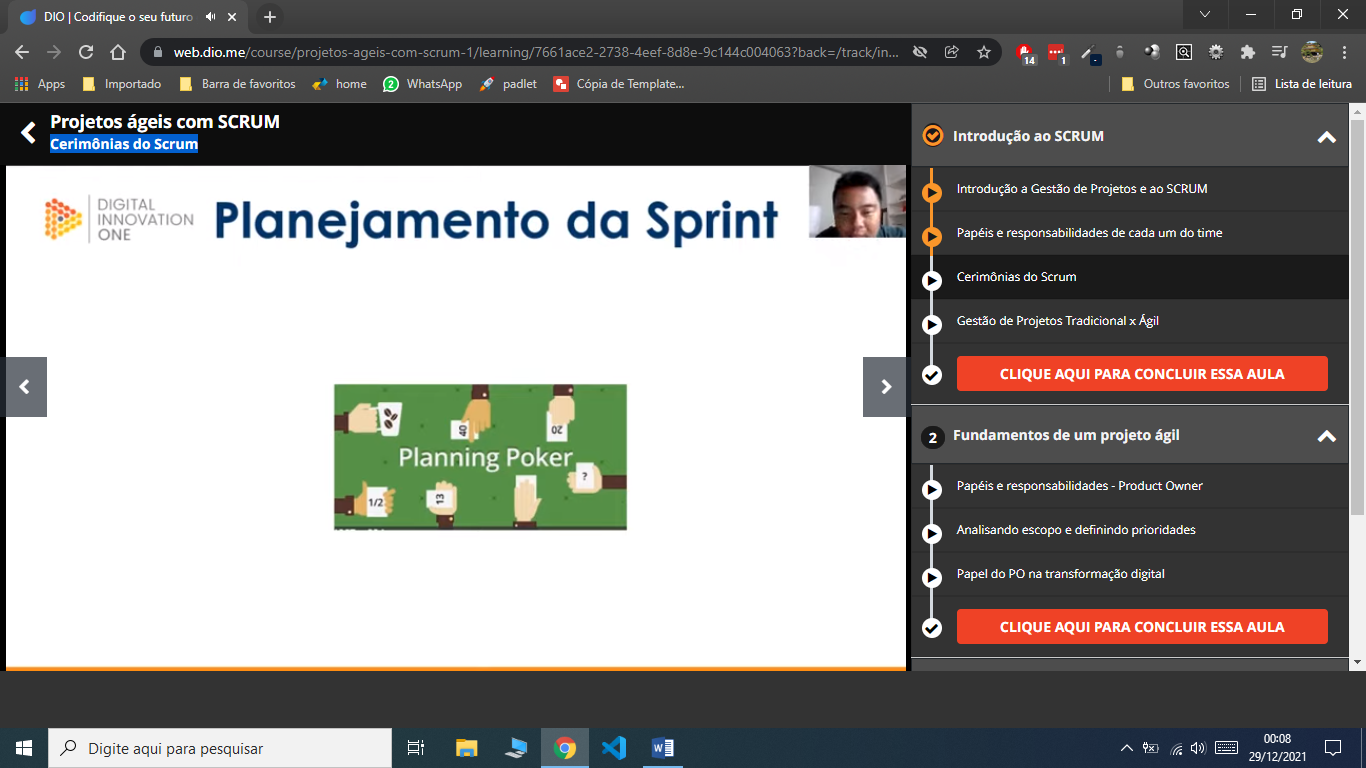 DIO | Codifique o seu futuro
web.dio.me/course/projetos-ageis-com-scrum-1/learning/7661ace2-2738-4eef-8d8e-9c144c004063?back=/track/in...
14
1
Apps
Importado
Barra de favoritos
home
2
WhatsApp
padlet
Cópia de Template...
Outros favoritos
Lista de leitura
Projetos ágeis com SCRUM
Cerimônias do Scrum
DIGITAL
INNOVATION
ONE
Planejamento da Sprint
40
20
Planning Poker
?
1/2
13
Introdução ao SCRUM
Introdução a Gestão de Projetos e ao SCRUM
Papéis e responsabilidades de cada um do time
Cerimônias do Scrum
Gestão de Projetos Tradicional x Ágil
CLIQUE AQUI PARA CONCLUIR ESSA AULA
2
Fundamentos de um projeto ágil
Papéis e responsabilidades - Product Owner
Analisando escopo e definindo prioridades
Papel do PO na transformação digital
CLIQUE AQUI PARA CONCLUIR ESSA AULA
Digite aqui para pesquisar
00:08
29/12/2021